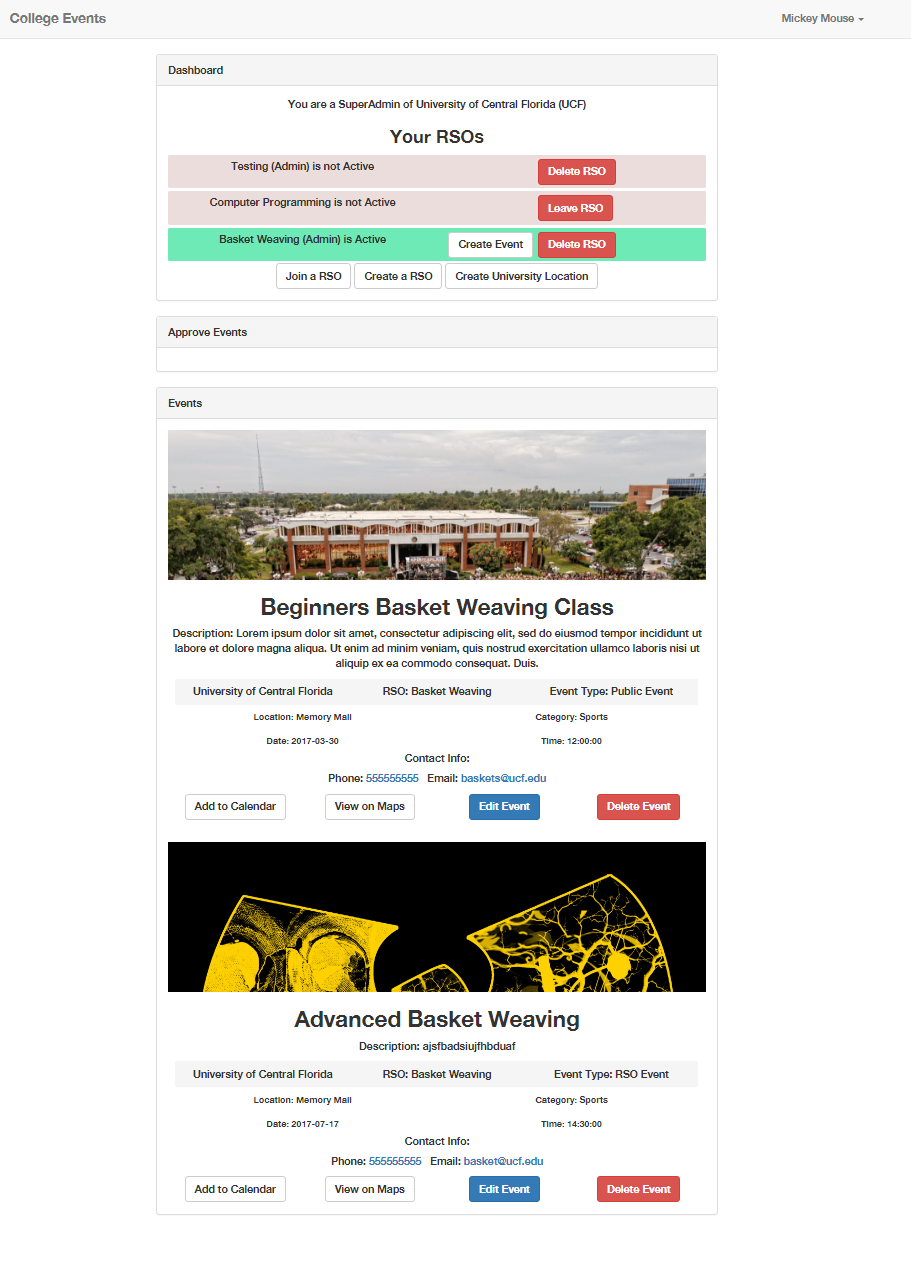 College Events
Mickey Mouse
Dashboard
You are a SuperAdmin of University of Central Florida (UCF)
Your RSOs
Testing (Admin) is not Active
Delete RSO
Computer Programming is not Active
Leave RSO
Basket Weaving (Admin) is Active
Create Event
Delete RSO
Join a RSO
Create a RSO
Create University Location
Approve Events
Events
Beginners Basket Weaving Class
Description: Lorem ipsum dolor sit amet, consectetur adipiscing elit, sed do eiusmod tempor incididunt ut
labore et dolore magna aliqua. Ut enim ad minim veniam, quis nostrud exercitation ullamco laboris nisi ut
aliquip ex ea commodo consequat. Duis.
University of Central Florida
RSO: Basket Weaving
Event Type: Public Event
Location: Memory Mall
Category: Sports
Date: 2017-03-30
Time: 12:00:00
Contact Info:
Phone: 555555555 Email: baskets@ucf.edu
Add to Calendar
View on Maps
Edit Event
Delete Event
Advanced Basket Weaving
Description: ajsfbadsiujfhbduaf
University of Central Florida
RSO: Basket Weaving
Event Type: RSO Event
Location: Memory Mall
Category: Sports
Date: 2017-07-17
Time: 14:30:00
Contact Info:
Phone: 555555555 Email: basket@ucf.edu
Add to Calendar
View on Maps
Edit Event
Delete Event